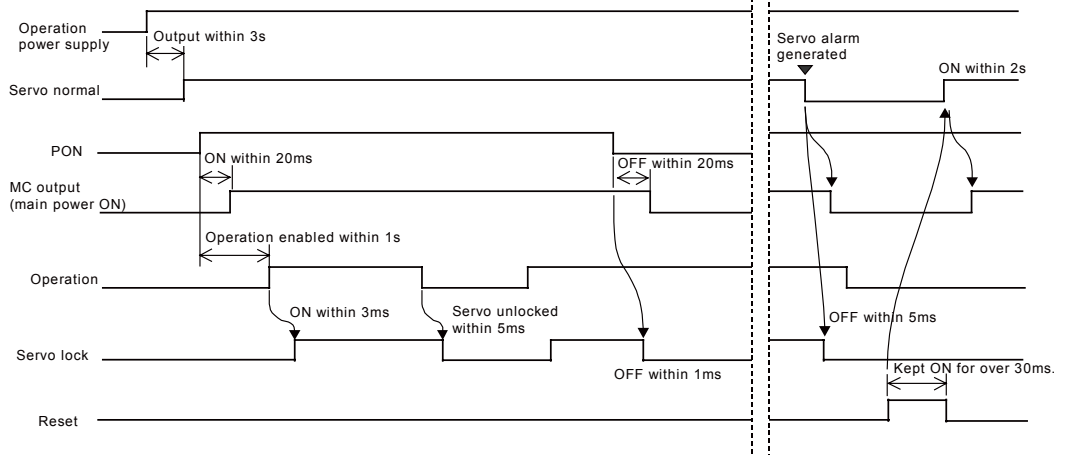 Operation
power supply
Output within 3s
Servo alarm
generated
ON within 2s
Servo normal
PON
ON within 20ms
OFF within 20ms
MC output
(main power ON)
Operation enabled within 1s
Operation
ON within 3ms
Servo unlocked
within 5ms
OFF within 5ms
Servo lock
OFF within 1ms
Kept ON for over 30ms.
Reset